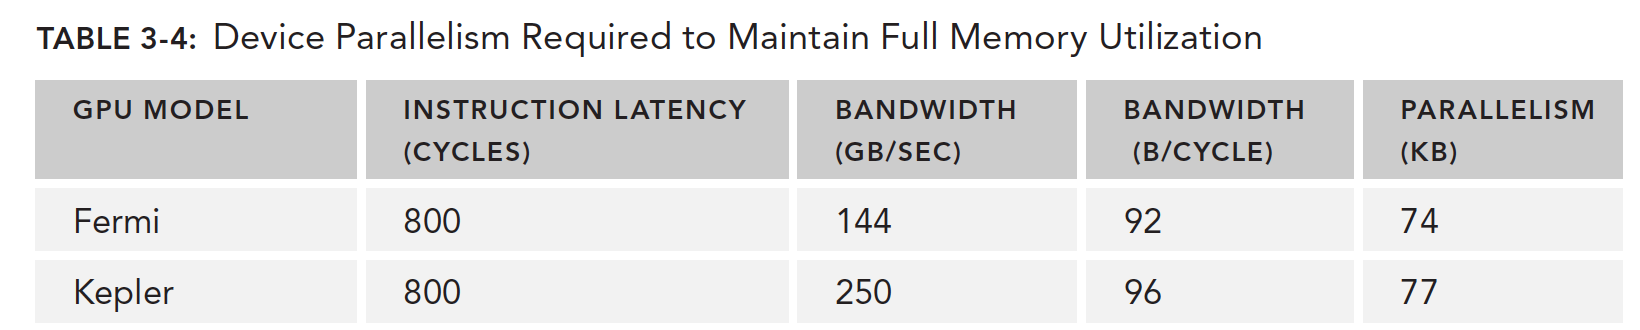 TABLE 3-4: Device Parallelism Required to Maintain Full Memory Utilization
GPU MODEL INSTRUCTION LATENCY (CYCLES) BANDWIDTH (GB/SEC) BANDWIDTH (B/CYCLE) PARALLELISM (KB)
Fermi 800 144 92 74
Kepler 800 250 96 77